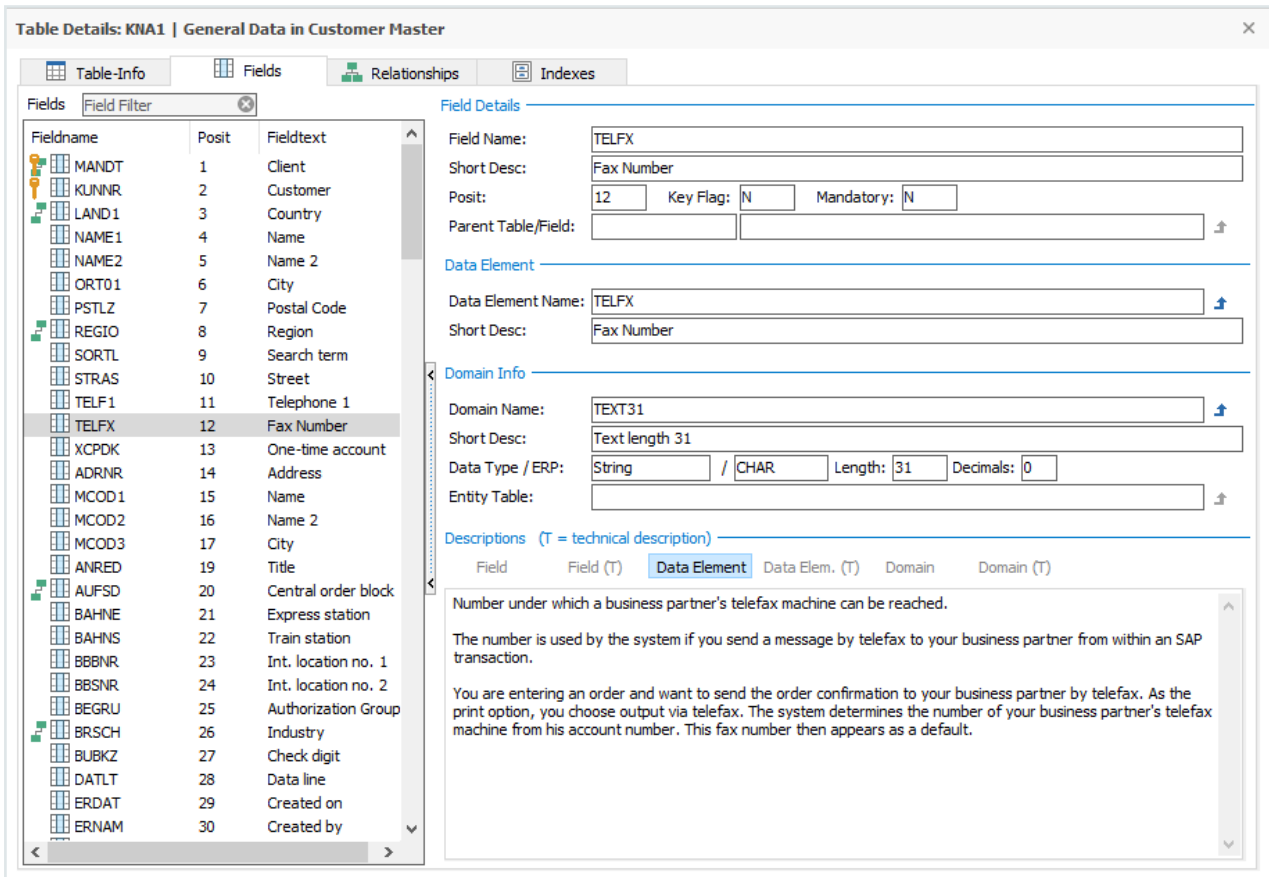 Table Details: KNA1 | General Data in Customer Master
Table-Info Fields Relationships Indexes
Fields Field Filter
Fieldname Posit Fieldtext
MANDT 1 Client
KUNNR 2 Customer
LAND1 3 Country
NAME1 4 Name
NAME2 5 Name 2
ORT01 6 City
PSTLZ 7 Postal Code
REGIO 8 Region
SORTL 9 Search term
STRAS 10 Street
TELF1 11 Telephone 1
TELFX 12 Fax Number
XCPDK 13 One-time account
ADRNR 14 Address
MCOD1 15 Name
MCOD2 16 Name 2
MCOD3 17 City
ANRED 19 Title
AUFSD 20 Central order block
BAHNE 21 Express station
BAHNS 22 Train station
BBBNR 23 Int. location no. 1
BBSNR 24 Int. location no. 2
BEGRU 25 Authorization Group
BRSCH 26 Industry
BUBKZ 27 Check digit
DATLT 28 Data line
ERDAT 29 Created on
ERNAM 30 Created by
Field Details
Field Name: TELFX
Short Desc: Fax Number
Posit: 12 Key Flag: N Mandatory: N
Parent Table/Field:
Data Element
Data Element Name: TELFX
Short Desc: Fax Number
Domain Info
Domain Name: TEXT31
Short Desc: Text length 31
Data Type / ERP: String / CHAR Length: 31 Decimals: 0
Entity Table:
Descriptions (T = technical description)
Field Field (T) Data Element Data Elem. (T) Domain Domain (T)
Number under which a business partner's telefax machine can be reached.
The number is used by the system if you send a message by telefax to your business partner from within an SAP
transaction.
You are entering an order and want to send the order confirmation to your business partner by telefax. As the
print option, you choose output via telefax. The system determines the number of your business partner's telefax
machine from his account number. This fax number then appears as a default.